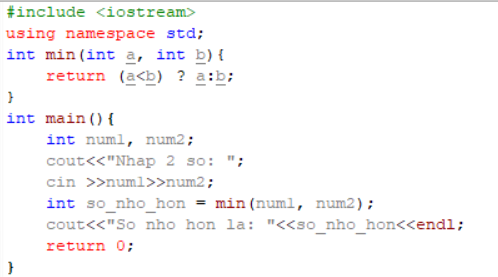 #include <iostream>
using namespace std;
int min(int a, int b){
    return (a<b) ? a:b;
}
int main(){
    int num1, num2;
    cout<<"Nhap 2 so: ";
    cin >>num1>>num2;
    int so_nho_hon = min(num1, num2);
    cout<<"So nho hon la: "<<so_nho_hon<<endl;
    return 0;
}